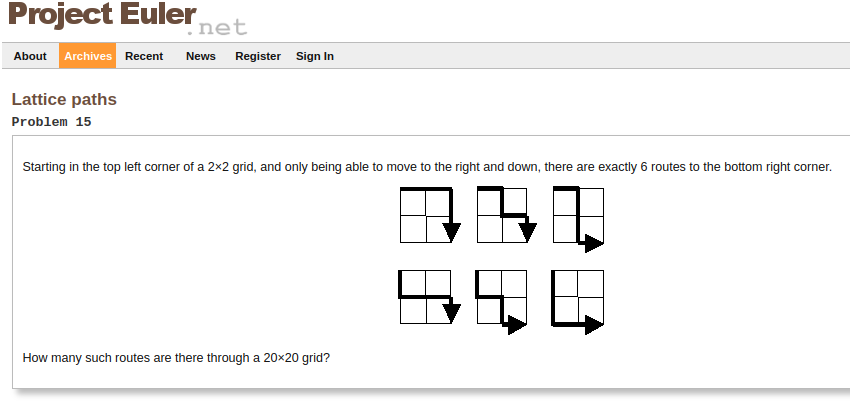 Project Euler
.net
About Archives Recent News Register Sign In
Lattice paths
Problem 15
Starting in the top left corner of a 2×2 grid, and only being able to move to the right and down, there are exactly 6 routes to the bottom right corner.
How many such routes are there through a 20×20 grid?